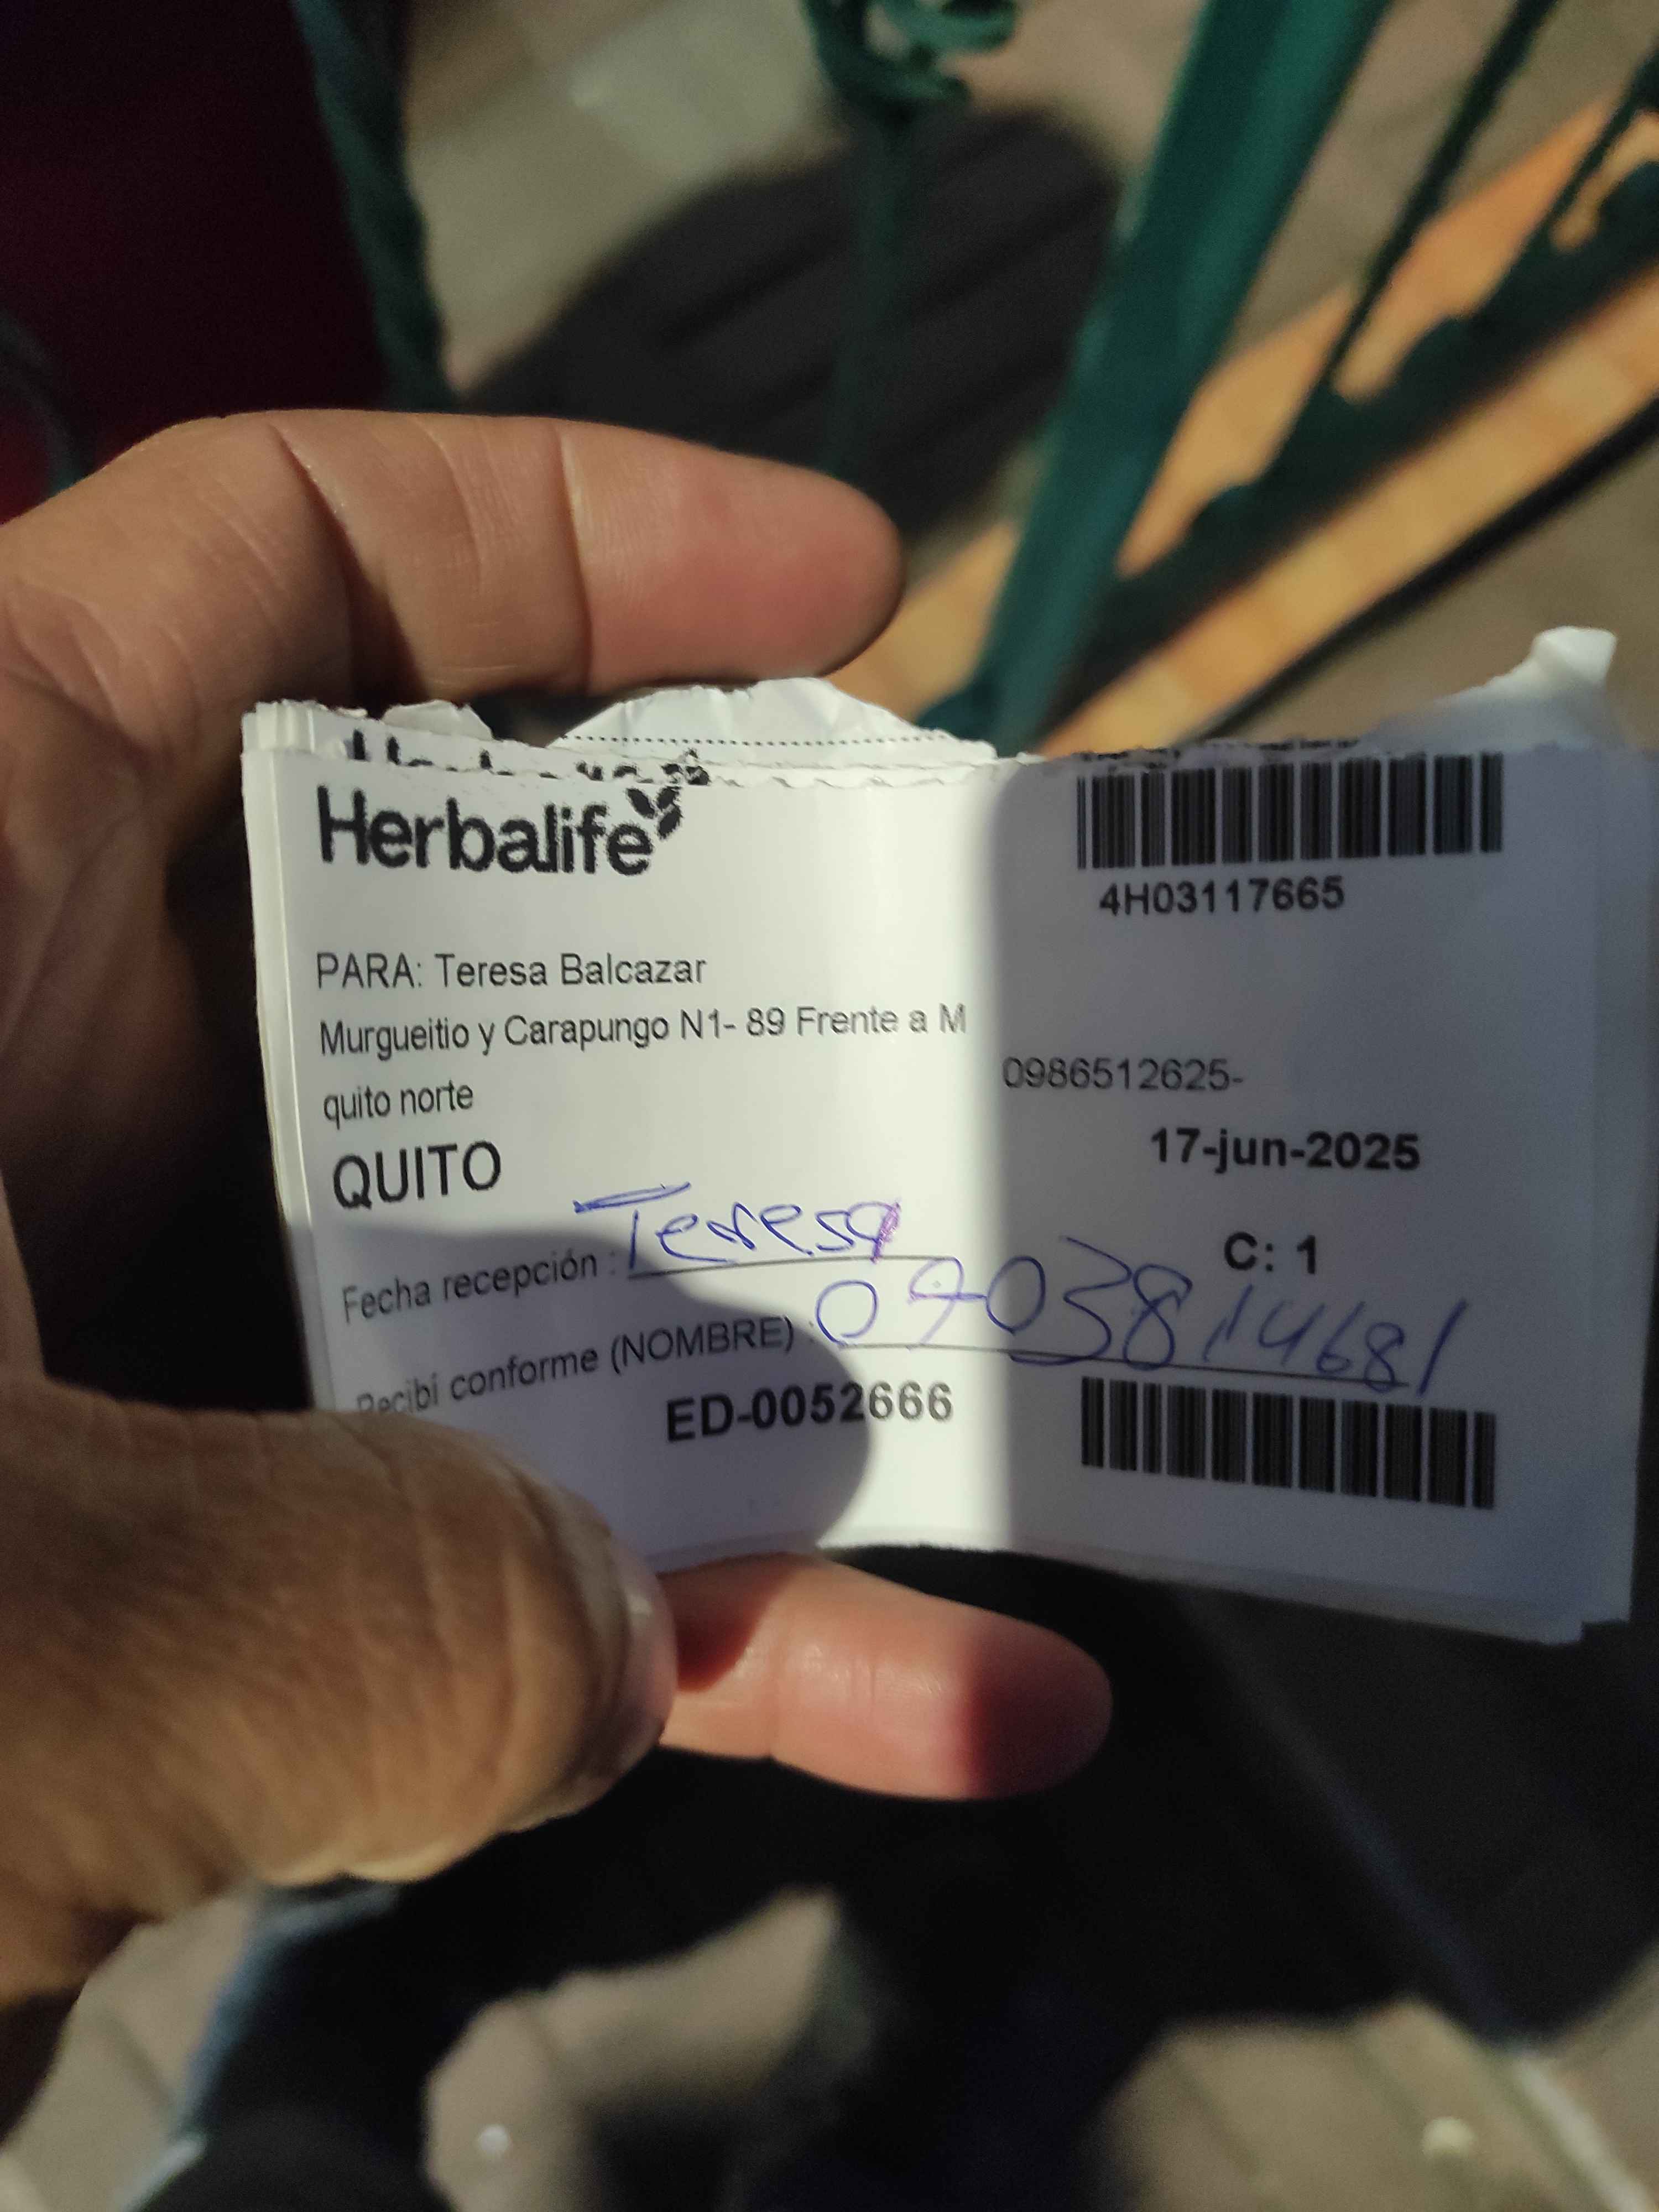 Herbalife
4H03117665
PARA: Teresa Balcazar
Murgueitio y Carapungo N1- 89 Frente a M
0986512625-
quito norte
17-jun-2025
QUITO
C: 1
Fecha recepción : Teresa
Recibí conforme (NOMBRE) :
ED-0052666